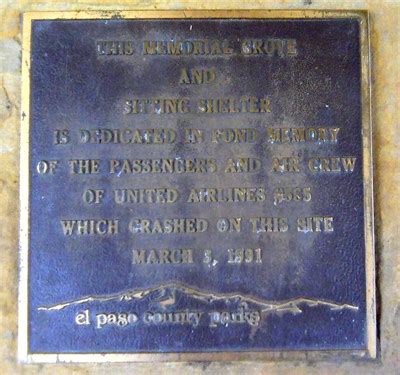 THIS MEMORIAL GROVE
AND
SITTING SHELTER
IS DEDICATED IN FOND MEMORY
OF THE PASSENGERS AND AIR CREW
OF UNITED AIRLINES #585
WHICH CRASHED ON THIS SITE
MARCH 3, 1991
el paso county parks